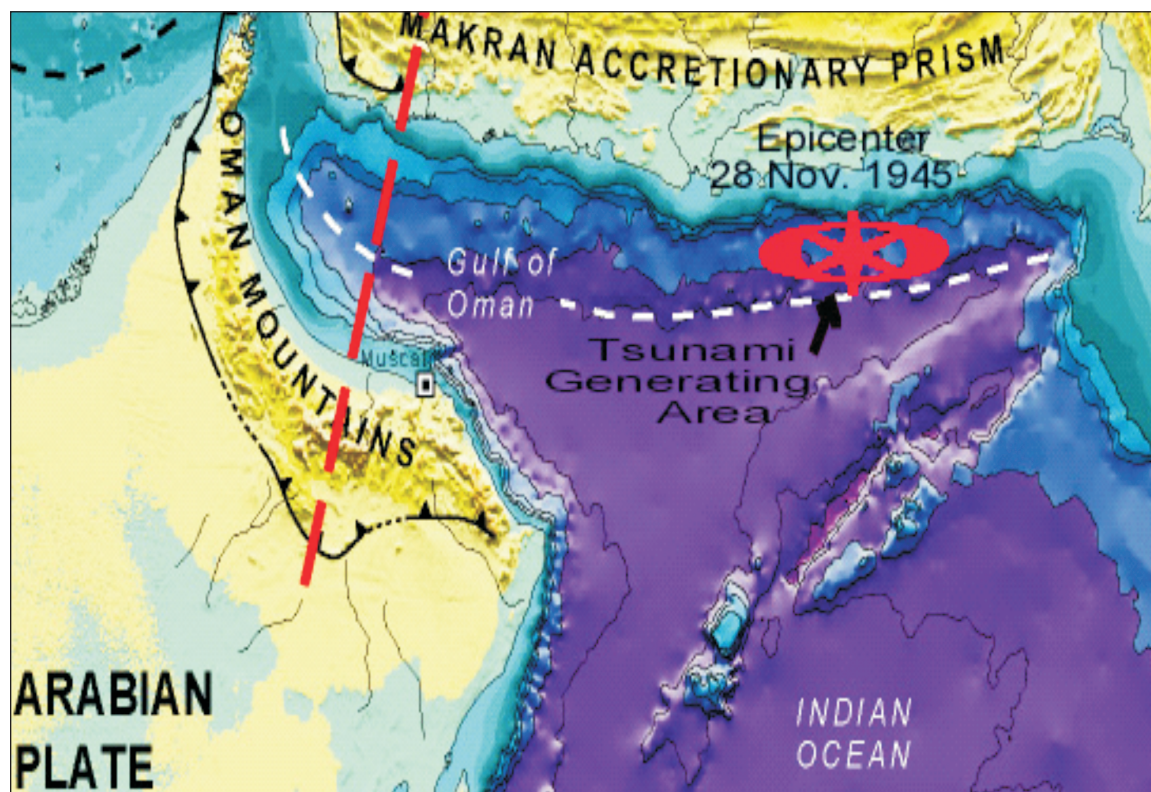 MAKRAN ACCRETIONARY PRISM
Epicenter
28 Nov. 1945
OMAN MOUNTAINS
Gulf of
Oman
Muscat
Tsunami
Generating
Area
ARABIAN
PLATE
INDIAN
OCEAN